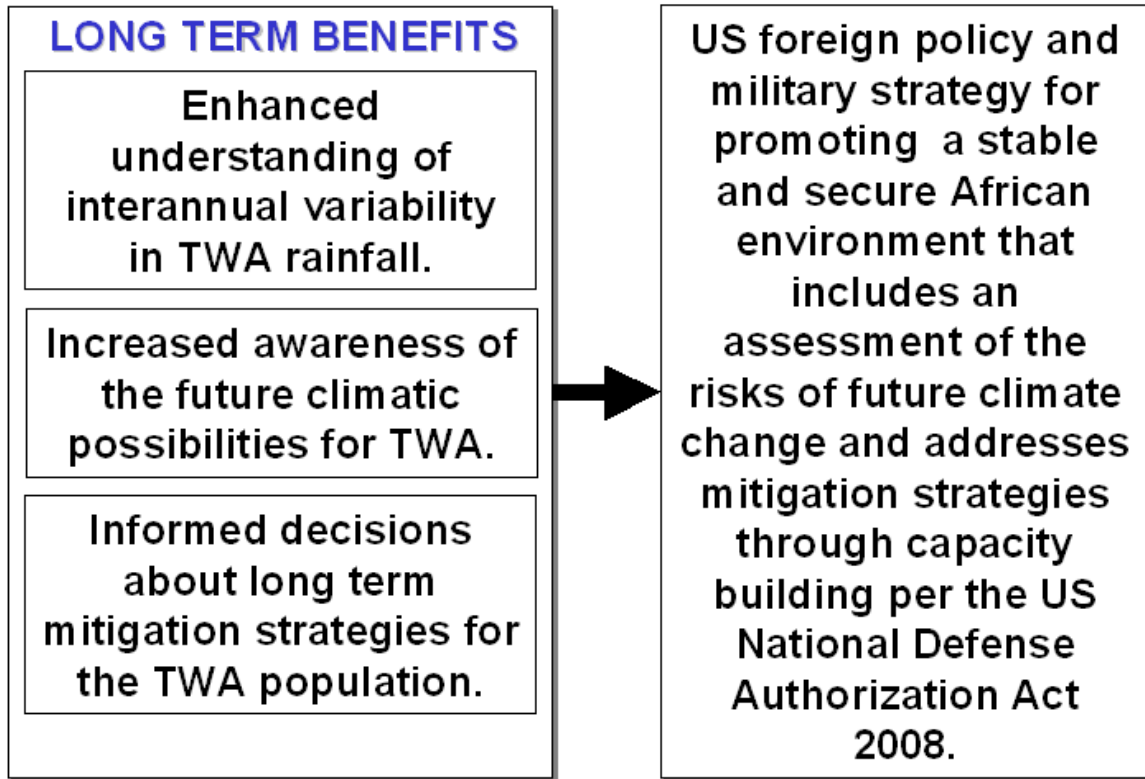 LONG TERM BENEFITS
Enhanced
understanding of
interannual variability
in TWA rainfall.
Increased awareness of
the future climatic
possibilities for TWA.
Informed decisions
about long term
mitigation strategies for
the TWA population.
US foreign policy and
military strategy for
promoting a stable
and secure African
environment that
includes an
assessment of the
risks of future climate
change and addresses
mitigation strategies
through capacity
building per the US
National Defense
Authorization Act
2008.